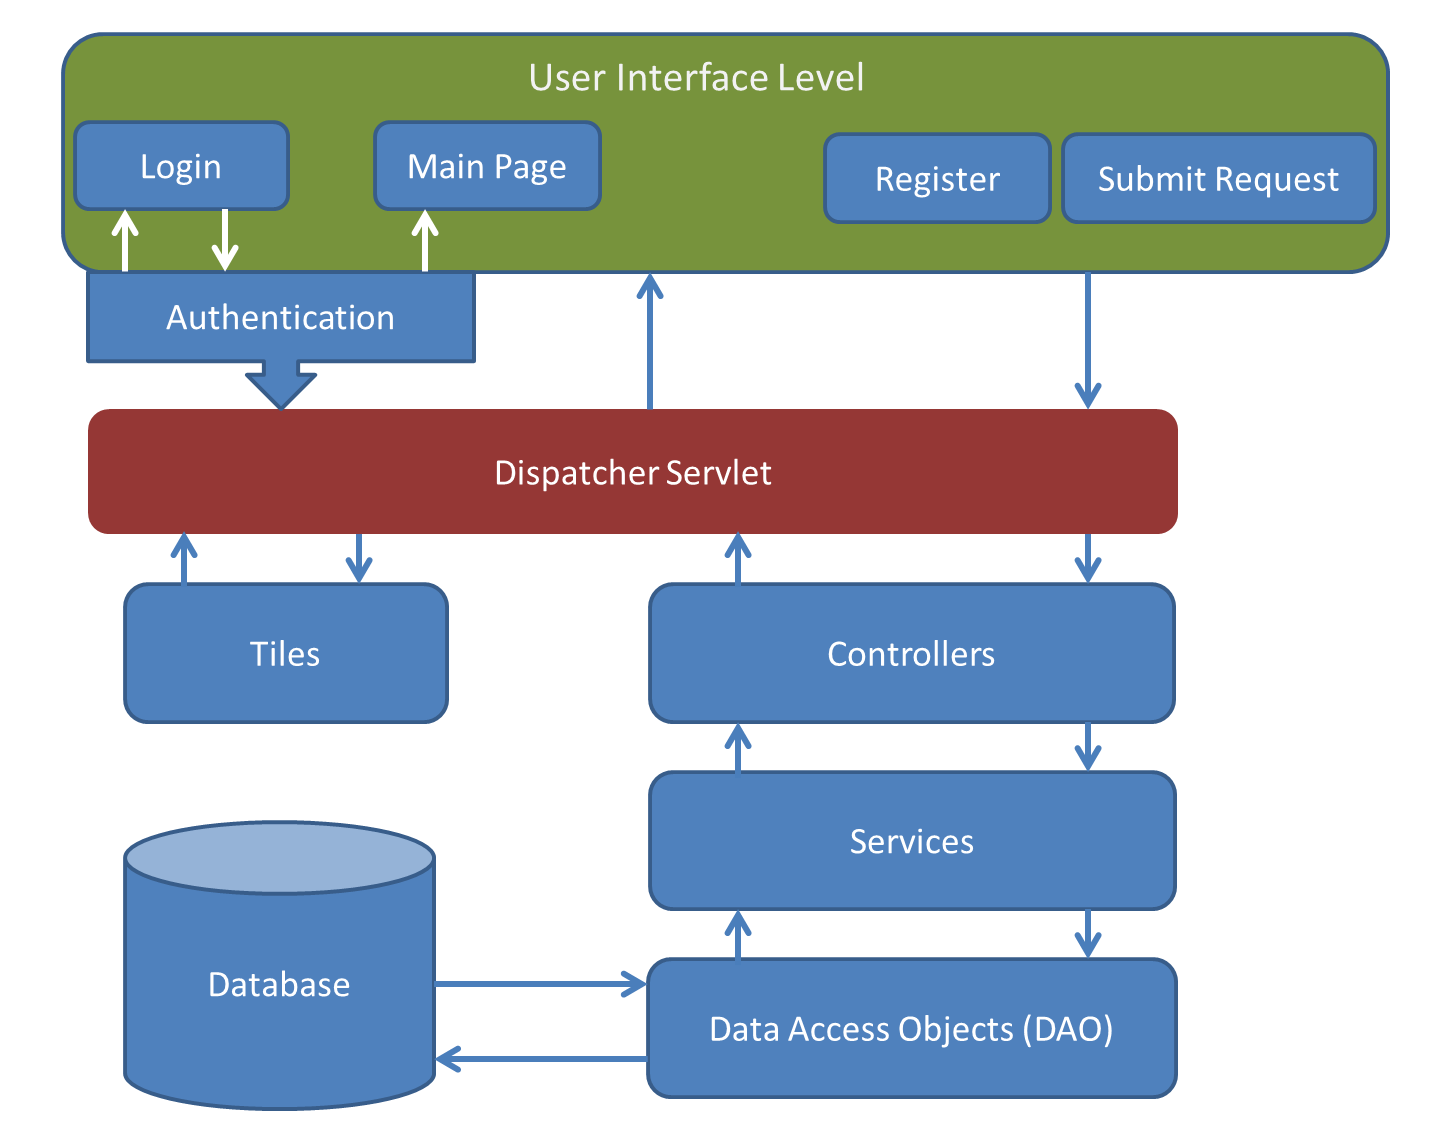 User Interface Level
Login
Main Page
Register
Submit Request
Authentication
Dispatcher Servlet
Tiles
Controllers
Services
Database
Data Access Objects (DAO)